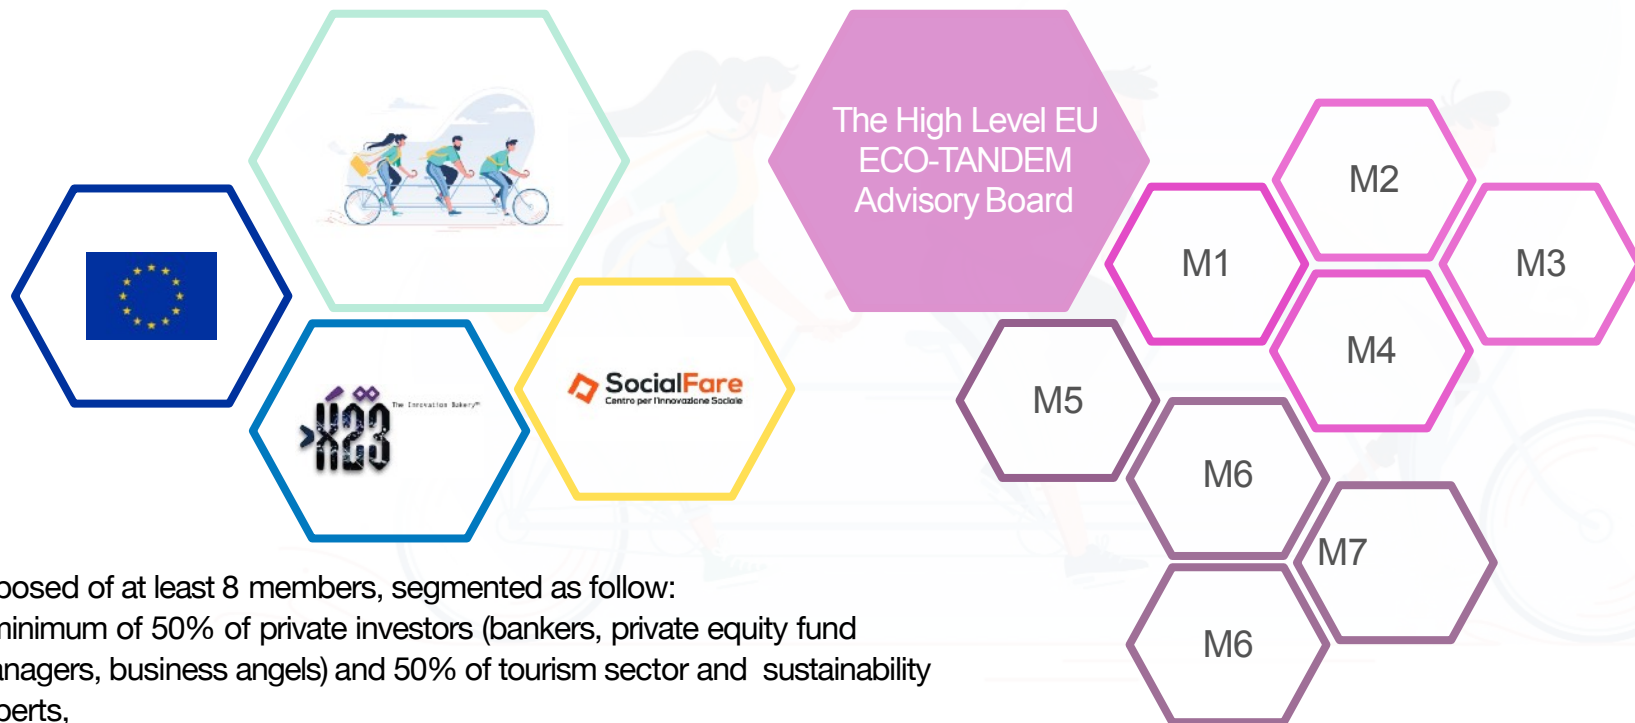 The High Level EU
ECO-TANDEM
Advisory Board
M1
M2
M3
M4
M5
M6
M7
M6
X23
The Innovation Bakery
SocialFare
Centro per l'Innovazione Sociale
posed of at least 8 members, segmented as follow:
minimum of 50% of private investors (bankers, private equity fund
anagers, business angels) and 50% of tourism sector and sustainability
perts,